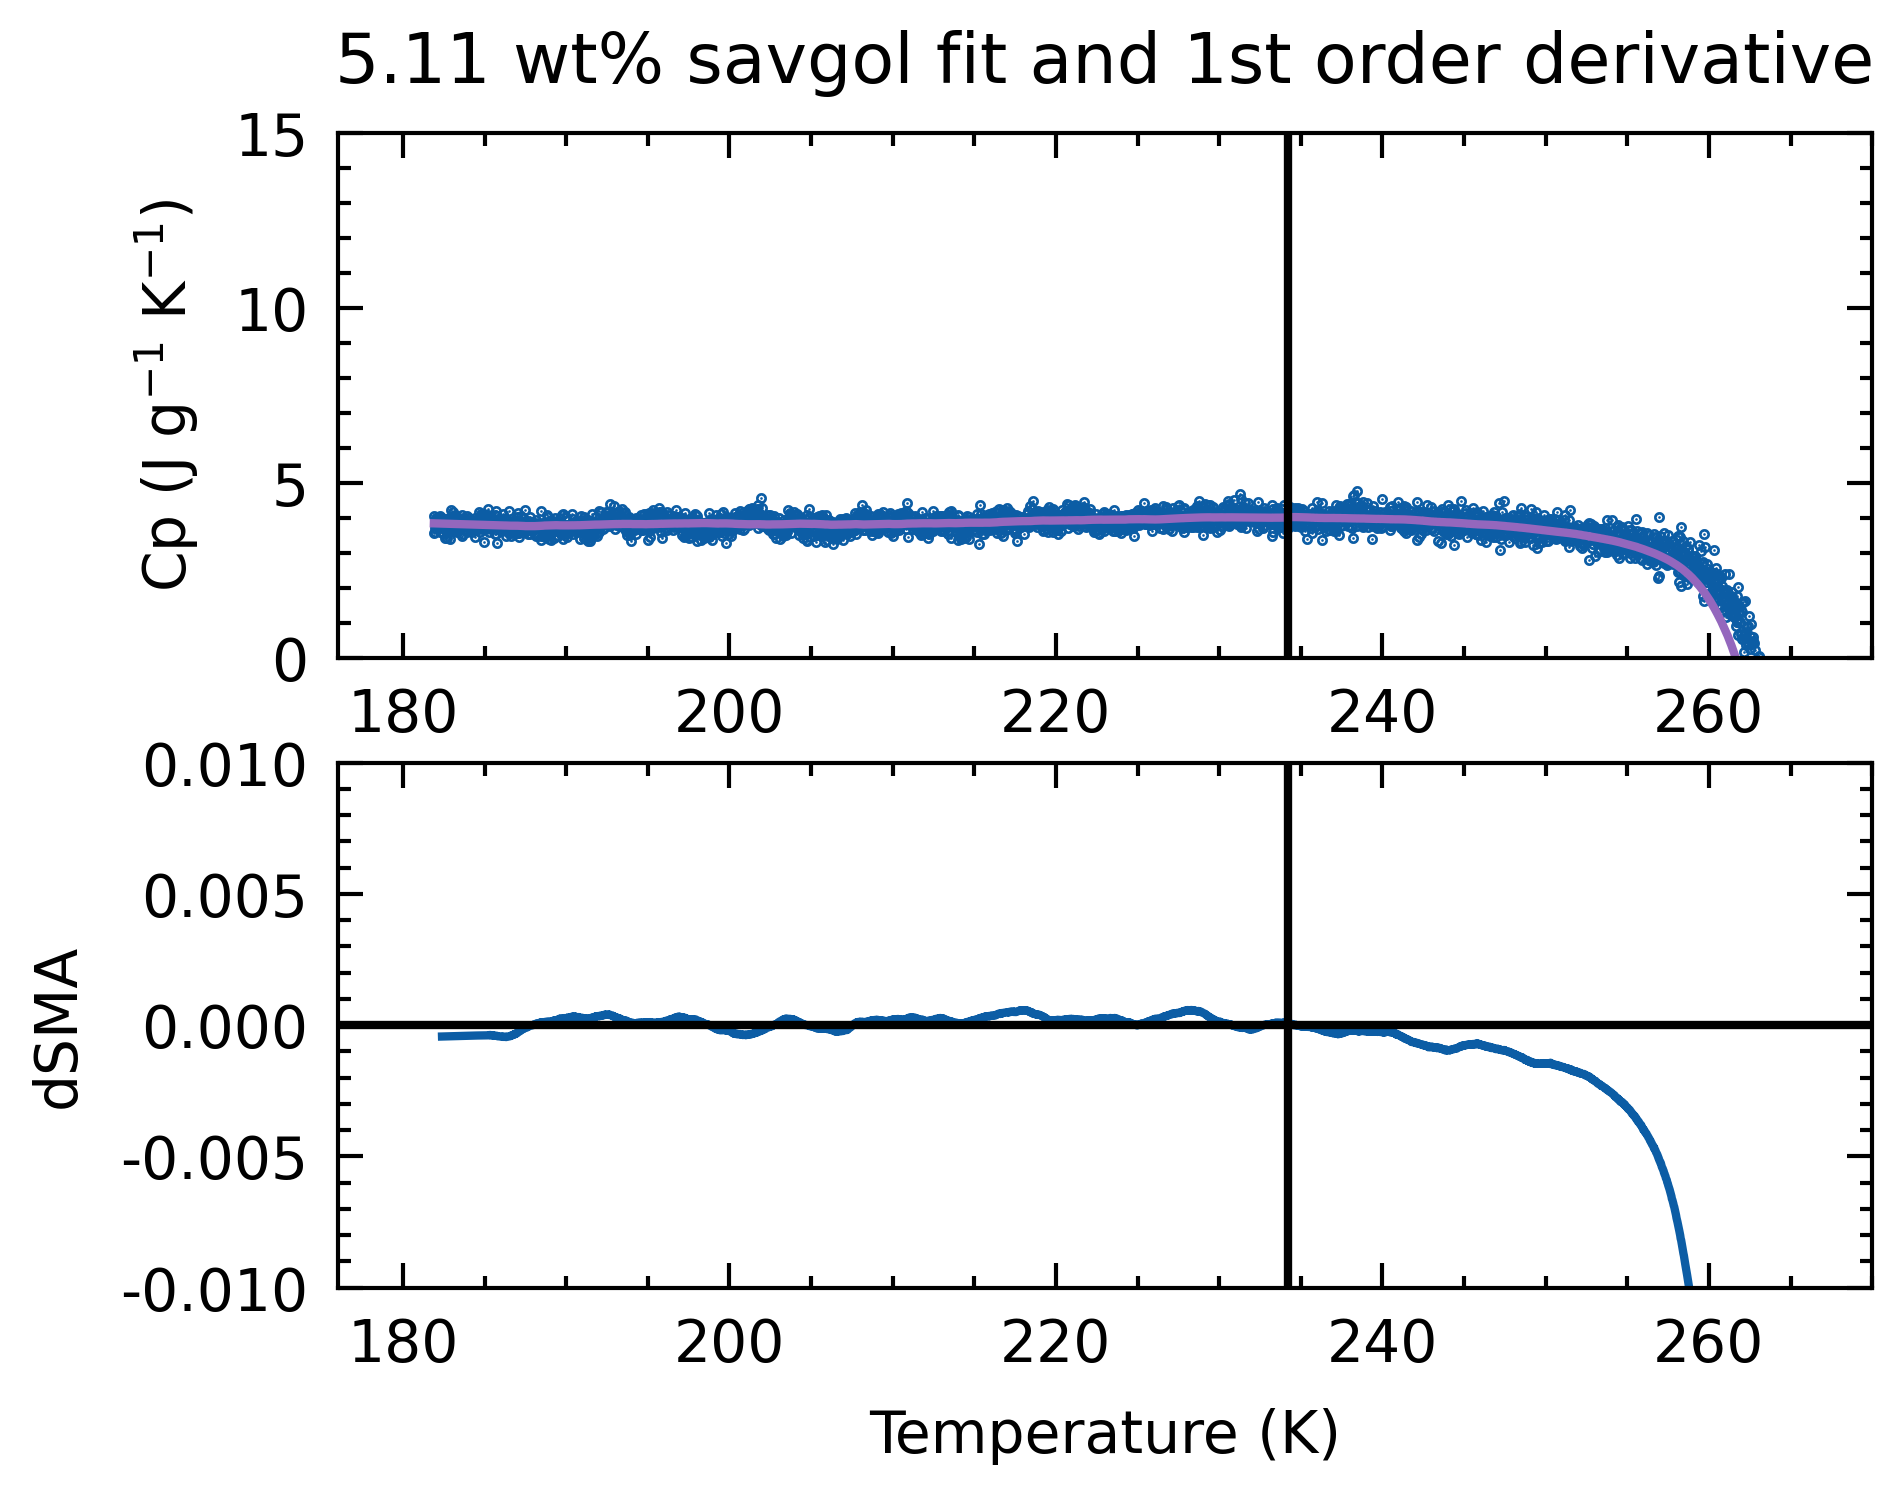 5.11 wt% savgol fit and 1st order derivative
15
10
5
0
Cp (J g⁻¹ K⁻¹)
180 200 220 240 260
0.010
0.005
0.000
-0.005
-0.010
dSMA
180 200 220 240 260
Temperature (K)